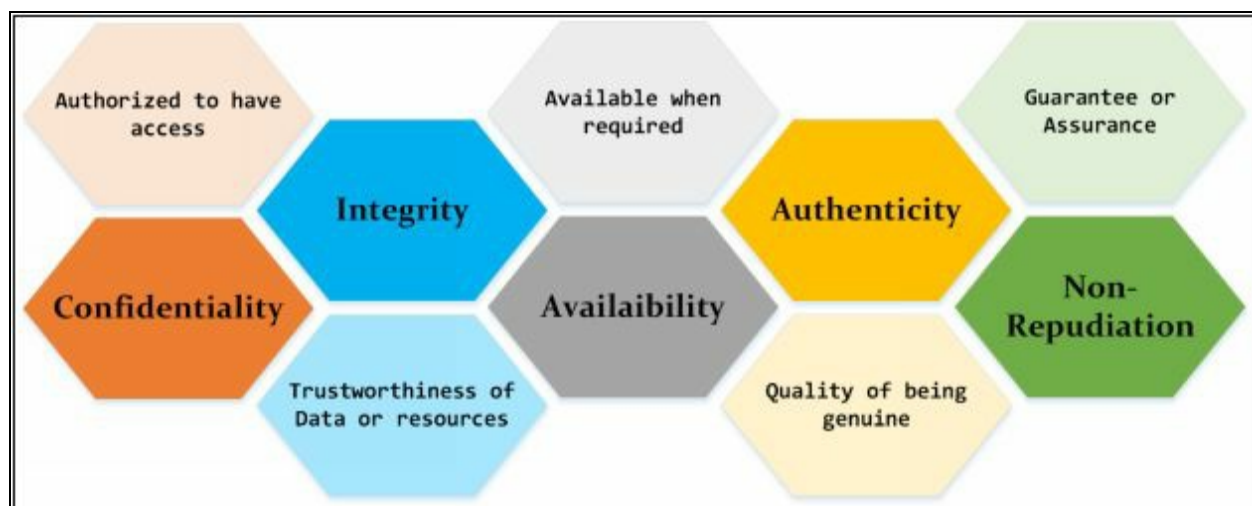 Authorized to have
access
Available when
required
Guarantee or
Assurance
Integrity
Authenticity
Confidentiality
Availaibility
Non-
Repudiation
Trustworthiness of
Data or resources
Quality of being
genuine